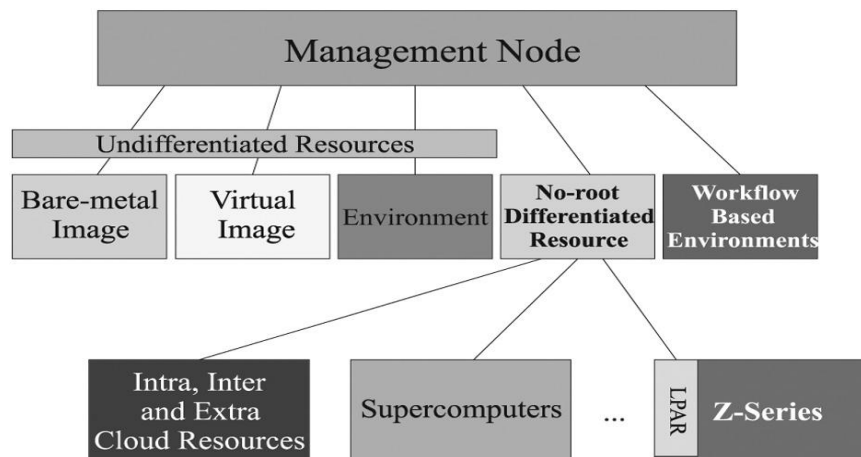 Management Node
Undifferentiated Resources
Bare-metal
Image
Virtual
Image
Environment
No-root
Differentiated
Resource
Workflow
Based
Environments
Intra, Inter
and Extra
Cloud Resources
Supercomputers
...
LPAR
Z-Series